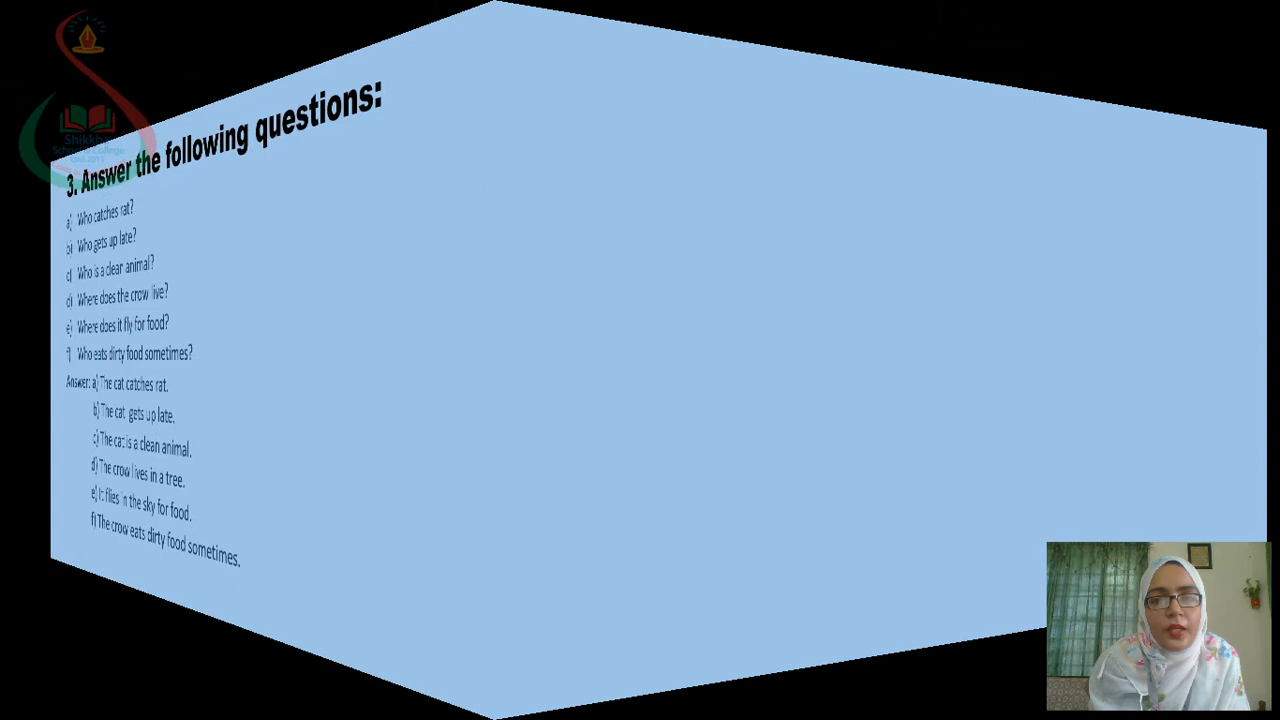 Shikkha
3. Answer the following questions:
a) Who catches rat?
b) Who gets up late?
c) Who is a clean animal?
d) Where does the crow live?
e) Where does it fly for food?
f) Who eats dirty food sometimes?
Answer: a) The cat catches rat.
b) The cat gets up late.
c) The cat is a clean animal.
d) The crow lives in a tree.
e) It flies in the sky for food.
f) The crow eats dirty food sometimes.